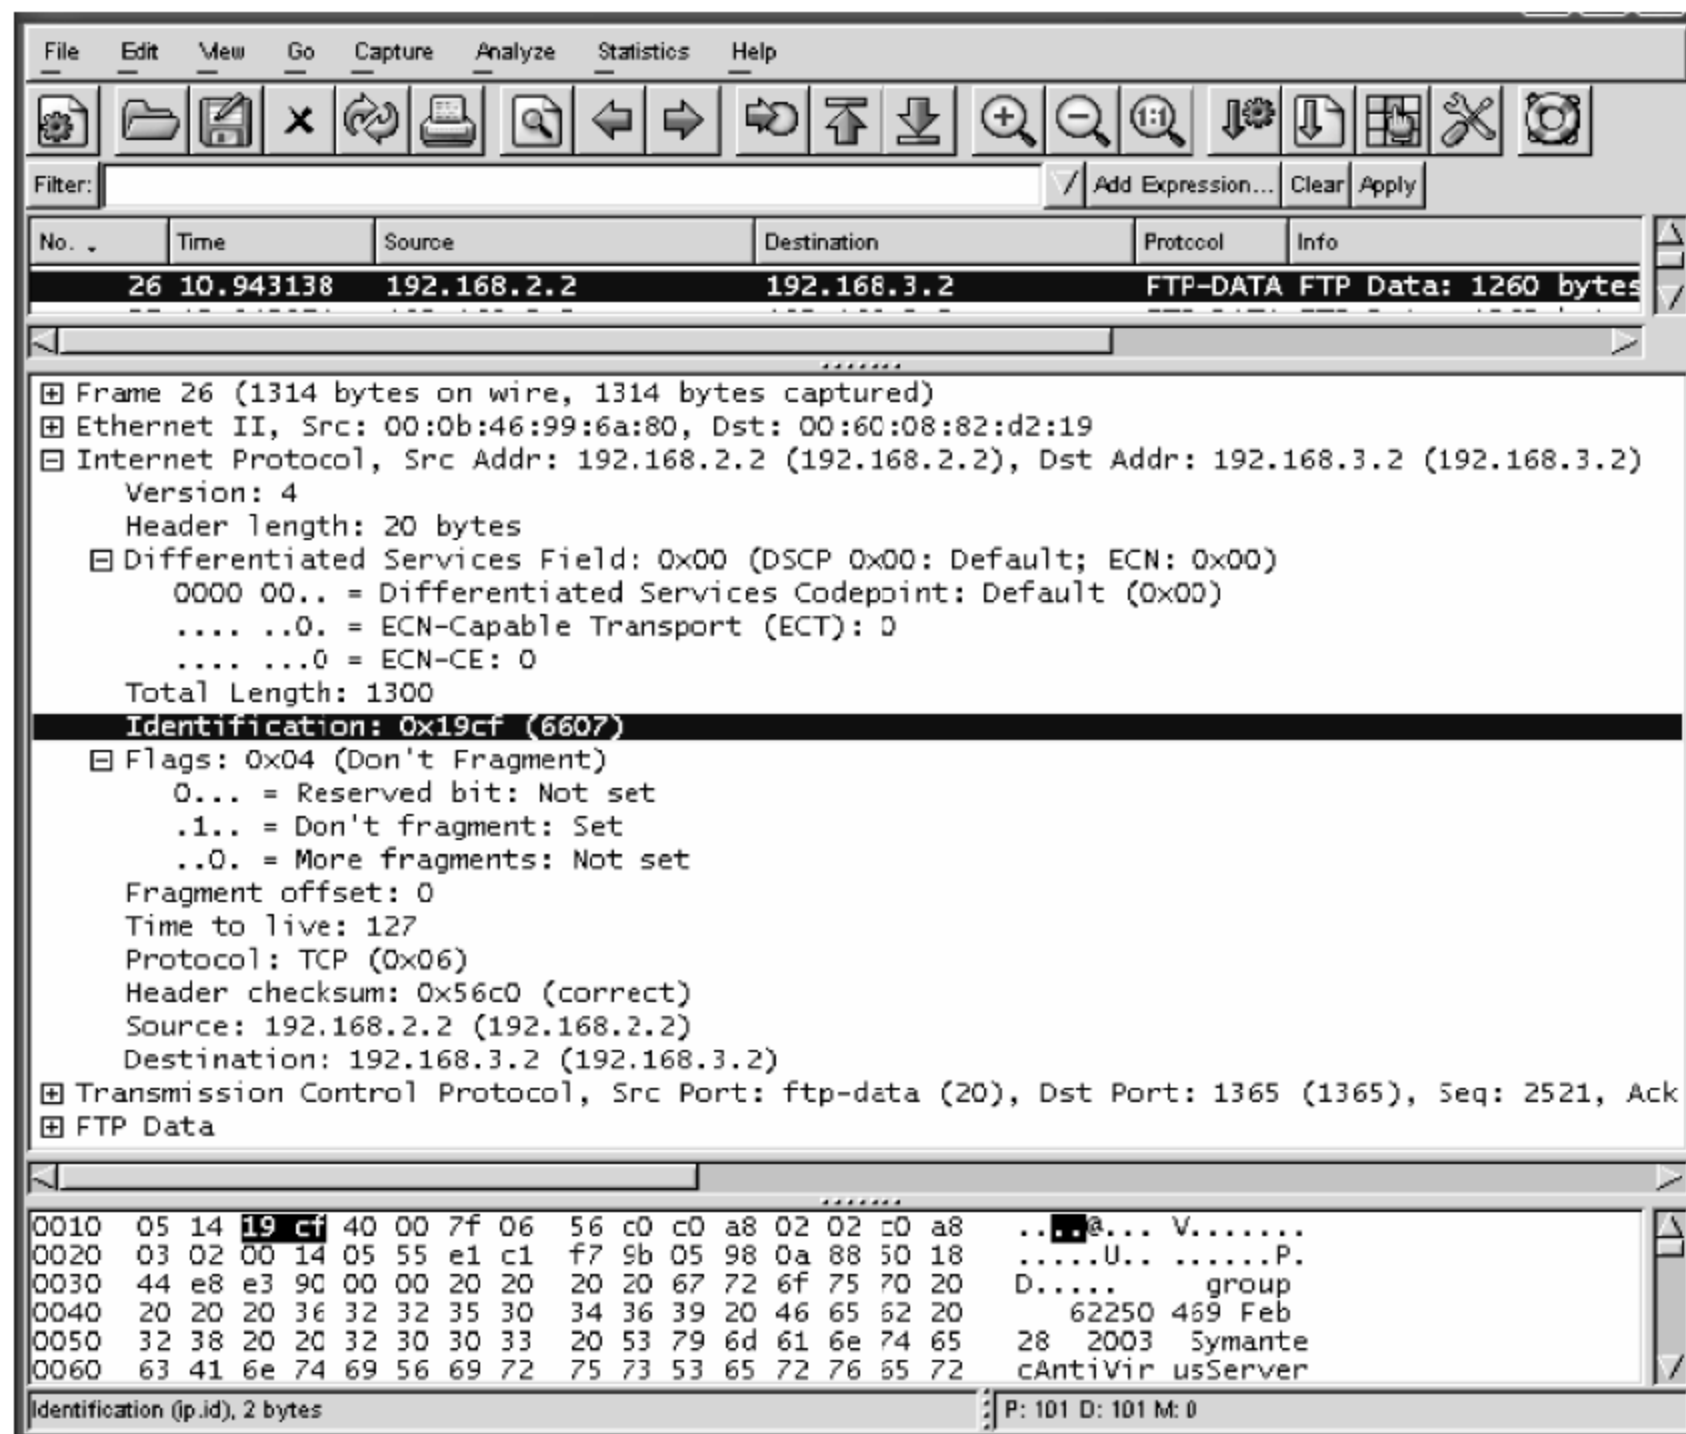 File Edit View Go Capture Analyze Statistics Help
1:1
Filter: Add Expression... Clear Apply
No. Time Source Destination Protocol Info
26 10.943138 192.168.2.2 192.168.3.2 FTP-DATA FTP Data: 1260 bytes
Frame 26 (1314 bytes on wire, 1314 bytes captured)
Ethernet II, Src: 00:0b:46:99:6a:80, Dst: 00:60:08:82:d2:19
Internet Protocol, Src Addr: 192.168.2.2 (192.168.2.2), Dst Addr: 192.168.3.2 (192.168.3.2)
Version: 4
Header length: 20 bytes
Differentiated Services Field: 0x00 (DSCP 0x00: Default; ECN: 0x00)
0000 00.. = Differentiated Services Codepoint: Default (0x00)
.... ..0. = ECN-Capable Transport (ECT): 0
.... ...0 = ECN-CE: 0
Total Length: 1300
Identification: 0x19cf (6607)
Flags: 0x04 (Don't Fragment)
0... = Reserved bit: Not set
.1.. = Don't fragment: Set
..0. = More fragments: Not set
Fragment offset: 0
Time to live: 127
Protocol: TCP (0x06)
Header checksum: 0x56c0 (correct)
Source: 192.168.2.2 (192.168.2.2)
Destination: 192.168.3.2 (192.168.3.2)
Transmission Control Protocol, Src Port: ftp-data (20), Dst Port: 1365 (1365), Seq: 2521, Ack
FTP Data
0010 05 14 19 cf 40 00 7f 06 56 c0 c0 a8 02 02 c0 a8 ....@... V.......
0020 03 02 00 14 05 55 e1 c1 f7 9b 05 98 0a 88 50 18 .....U.. ......P.
0030 44 e8 e3 90 00 00 20 20 20 20 67 72 6f 75 70 20 D..... group
0040 20 20 20 36 32 32 35 30 34 36 39 20 46 65 62 20 62250 469 Feb
0050 32 38 20 20 32 30 30 33 20 53 79 6d 61 6e 74 65 28 2003 Symante
0060 63 41 6e 74 69 56 69 72 75 73 53 65 72 76 65 72 cAntiVir usServer
Identification (ip.id), 2 bytes P: 101 D: 101 M: 0